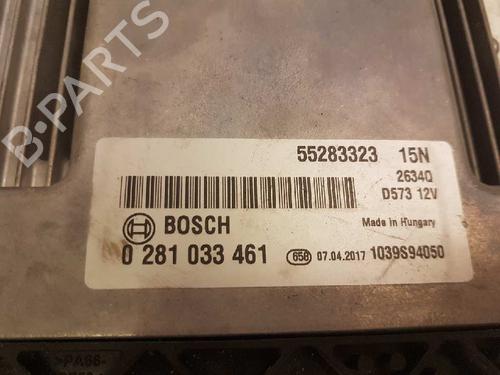 B-PARTS
55283323 15N
2634Q
D573 12V
BOSCH
Made in Hungary
0 281 033 461
658 07.04.2017 1039S94050
>PA66-